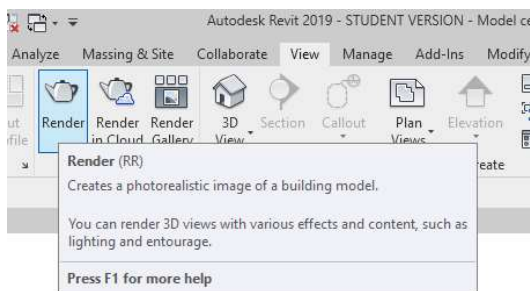 Autodesk Revit 2019 - STUDENT VERSION - Model ce
Analyze Massing & Site Collaborate View Manage Add-Ins Modify
Render Render Render 3D Section Callout Plan Elevation
in Cloud Gallery View Views
eate
Render (RR)
Creates a photorealistic image of a building model.
You can render 3D views with various effects and content, such as
lighting and entourage.
Press F1 for more help